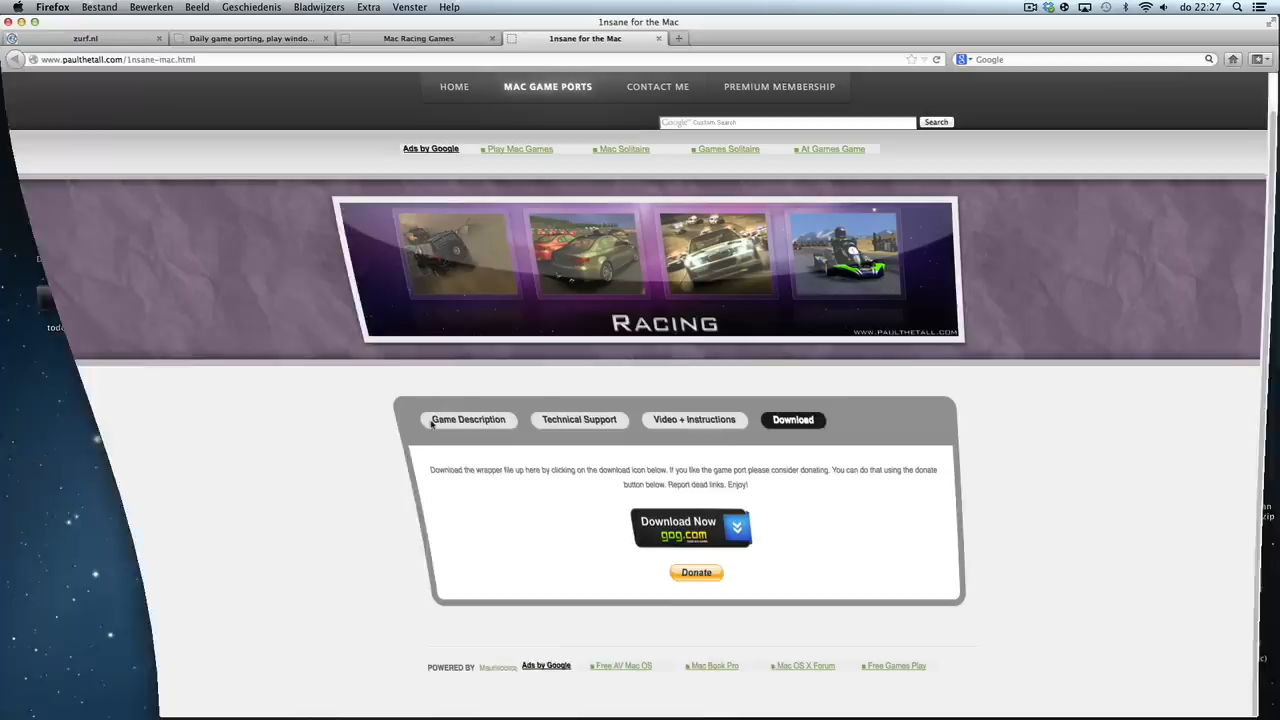 Firefox Bestand Bewerken Beeld Geschiedenis Bladwijzers Extra Venster Help do 22:27
1nsane for the Mac
zurf.nl Daily game porting, play windo... Mac Racing Games 1nsane for the Mac
www.paulthetall.com/1nsane-mac.html Google
HOME MAC GAME PORTS CONTACT ME PREMIUM MEMBERSHIP
Google™ Custom Search Search
Ads by Google Play Mac Games Mac Solitaire Games Solitaire At Games Game
RACING
WWW.PAULTHETALL.COM
Game Description Technical Support Video + Instructions Download
Download the wrapper file up here by clicking on the download icon below. If you like the game port please consider donating. You can do that using the donate
button below. Report dead links. Enjoy!
Download Now
gog.com
Donate
POWERED BY Ads by Google Free AV Mac OS Mac Book Pro Mac OS X Forum Free Games Play
zip